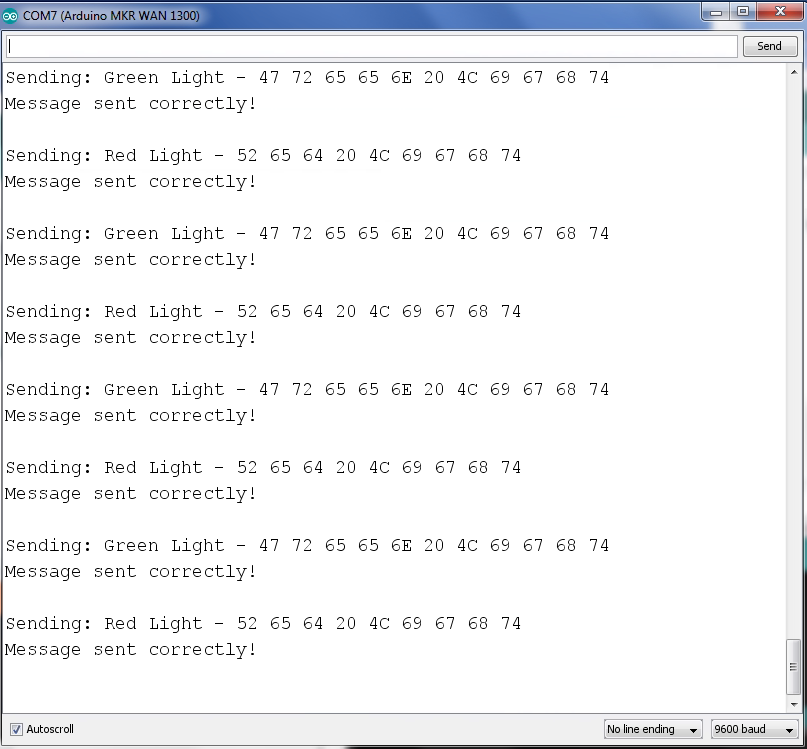 COM7 (Arduino MKR WAN 1300)
Send
Sending: Green Light - 47 72 65 65 6E 20 4C 69 67 68 74
Message sent correctly!
Sending: Red Light - 52 65 64 20 4C 69 67 68 74
Message sent correctly!
Sending: Green Light - 47 72 65 65 6E 20 4C 69 67 68 74
Message sent correctly!
Sending: Red Light - 52 65 64 20 4C 69 67 68 74
Message sent correctly!
Sending: Green Light - 47 72 65 65 6E 20 4C 69 67 68 74
Message sent correctly!
Sending: Red Light - 52 65 64 20 4C 69 67 68 74
Message sent correctly!
Sending: Green Light - 47 72 65 65 6E 20 4C 69 67 68 74
Message sent correctly!
Sending: Red Light - 52 65 64 20 4C 69 67 68 74
Message sent correctly!
Autoscroll
No line ending
9600 baud